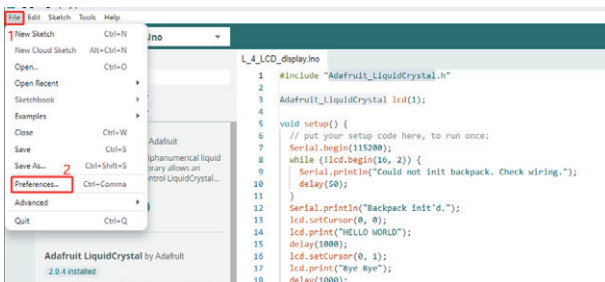 File Edit Sketch Tools Help
1
New Sketch Ctrl+N
New Cloud Sketch Alt+Ctrl+N
Open... Ctrl+O
Open Recent
Sketchbook
Examples
Close Ctrl+W
Save Ctrl+S
Save As... Ctrl+Shift+S
2
Preferences... Ctrl+Comma
Advanced
Quit Ctrl+Q
Uno
Adafruit
lphanumerical liquid
brary allows an
ntrol LiquidCrystal...
Adafruit LiquidCrystal by Adafruit
2.0.4 installed
L_4_LCD_display.ino
1 #include "Adafruit_LiquidCrystal.h"
2
3 Adafruit_LiquidCrystal lcd(1);
4
5 void setup() {
6 // put your setup code here, to run once:
7 Serial.begin(115200);
8 while (!lcd.begin(16, 2)) {
9 Serial.println("Could not init backpack. Check wiring.");
10 delay(50);
11 }
12 Serial.println("Backpack init'd.");
13 lcd.setCursor(0, 0);
14 lcd.print("HELLO WORLD");
15 delay(1000);
16 lcd.setCursor(0, 1);
17 lcd.print("Bye Bye");
18 delay(1000);